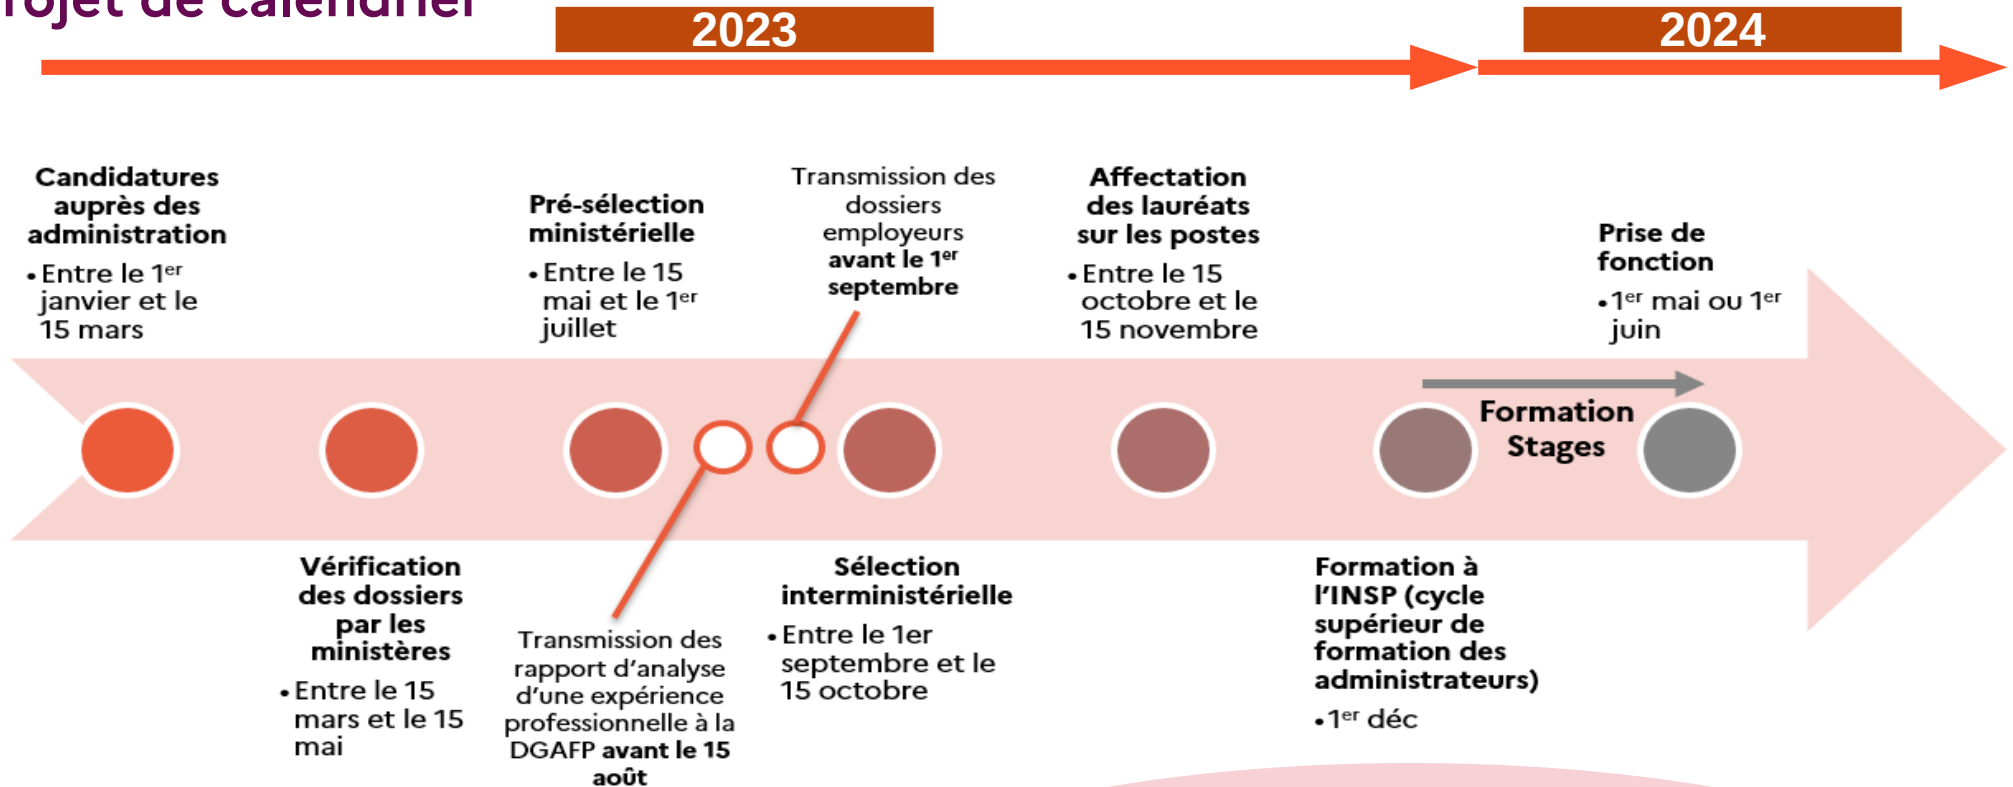 rojet de calendrier
2023
2024
Candidatures
auprès des
administration
• Entre le 1er
janvier et le
15 mars
Pré-sélection
ministérielle
• Entre le 15
mai et le 1er
juillet
Transmission des
dossiers
employeurs
avant le 1er
septembre
Affectation
des lauréats
sur les postes
• Entre le 15
octobre et le
15 novembre
Prise de
fonction
• 1er mai ou 1er
juin
Formation
Stages
Vérification
des dossiers
par les
ministères
• Entre le 15
mars et le 15
mai
Transmission des
rapport d’analyse
d’une expérience
professionnelle à la
DGAFP avant le 15
août
Sélection
interministérielle
• Entre le 1er
septembre et le
15 octobre
Formation à
l’INSP (cycle
supérieur de
formation des
administrateurs)
• 1er déc